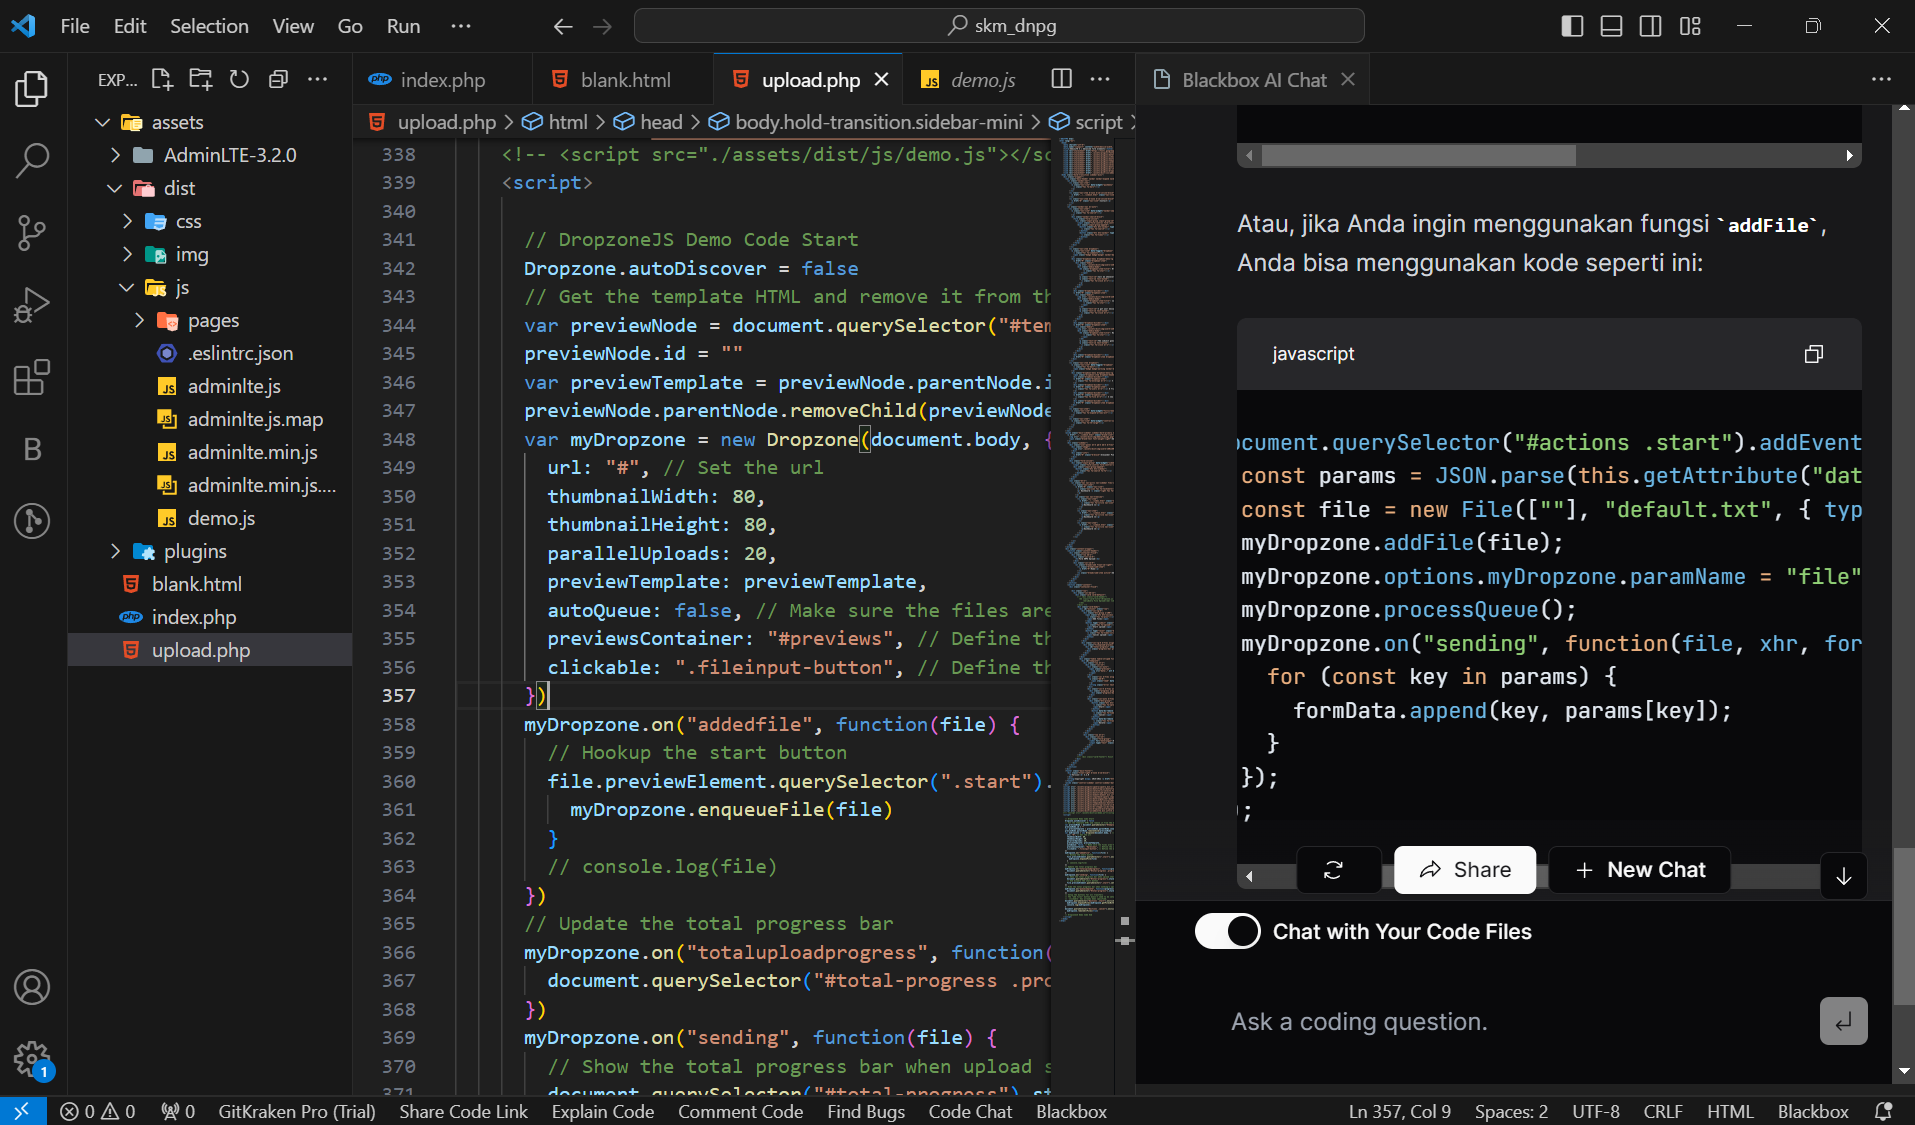 File Edit Selection View Go Run ··· skm_dnpg
EXP...
assets
AdminLTE-3.2.0
dist
css
img
js
pages
.eslintrc.json
adminlte.js
adminlte.js.map
adminlte.min.js
adminlte.min.js....
demo.js
plugins
blank.html
index.php
upload.php
B
1
index.php blank.html upload.php demo.js
upload.php > html > head > body.hold-transition.sidebar-mini > script >
338 <!-- <script src="./assets/dist/js/demo.js"></sc
339 <script>
340
341 // DropzoneJS Demo Code Start
342 Dropzone.autoDiscover = false
343 // Get the template HTML and remove it from th
344 var previewNode = document.querySelector("#tem
345 previewNode.id = ""
346 var previewTemplate = previewNode.parentNode.i
347 previewNode.parentNode.removeChild(previewNode
348 var myDropzone = new Dropzone(document.body, {
349 url: "#", // Set the url
350 thumbnailWidth: 80,
351 thumbnailHeight: 80,
352 parallelUploads: 20,
353 previewTemplate: previewTemplate,
354 autoQueue: false, // Make sure the files are
355 previewsContainer: "#previews", // Define th
356 clickable: ".fileinput-button", // Define th
357 })
358 myDropzone.on("addedfile", function(file) {
359 // Hookup the start button
360 file.previewElement.querySelector(".start").
361 myDropzone.enqueueFile(file)
362 }
363 // console.log(file)
364 })
365 // Update the total progress bar
366 myDropzone.on("totaluploadprogress", function(
367 document.querySelector("#total-progress .pro
368 })
369 myDropzone.on("sending", function(file) {
370 // Show the total progress bar when upload s
371 document.querySelector("#total-progress").st
Blackbox AI Chat
Atau, jika Anda ingin menggunakan fungsi `addFile`,
Anda bisa menggunakan kode seperti ini:
javascript
ocument.querySelector("#actions .start").addEvent
const params = JSON.parse(this.getAttribute("dat
const file = new File([""], "default.txt", { typ
myDropzone.addFile(file);
myDropzone.options.myDropzone.paramName = "file"
myDropzone.processQueue();
myDropzone.on("sending", function(file, xhr, for
for (const key in params) {
formData.append(key, params[key]);
}
});
);
Share
+ New Chat
Chat with Your Code Files
Ask a coding question.
0 0 0 GitKraken Pro (Trial) Share Code Link Explain Code Comment Code Find Bugs Code Chat Blackbox Ln 357, Col 9 Spaces: 2 UTF-8 CRLF HTML Blackbox